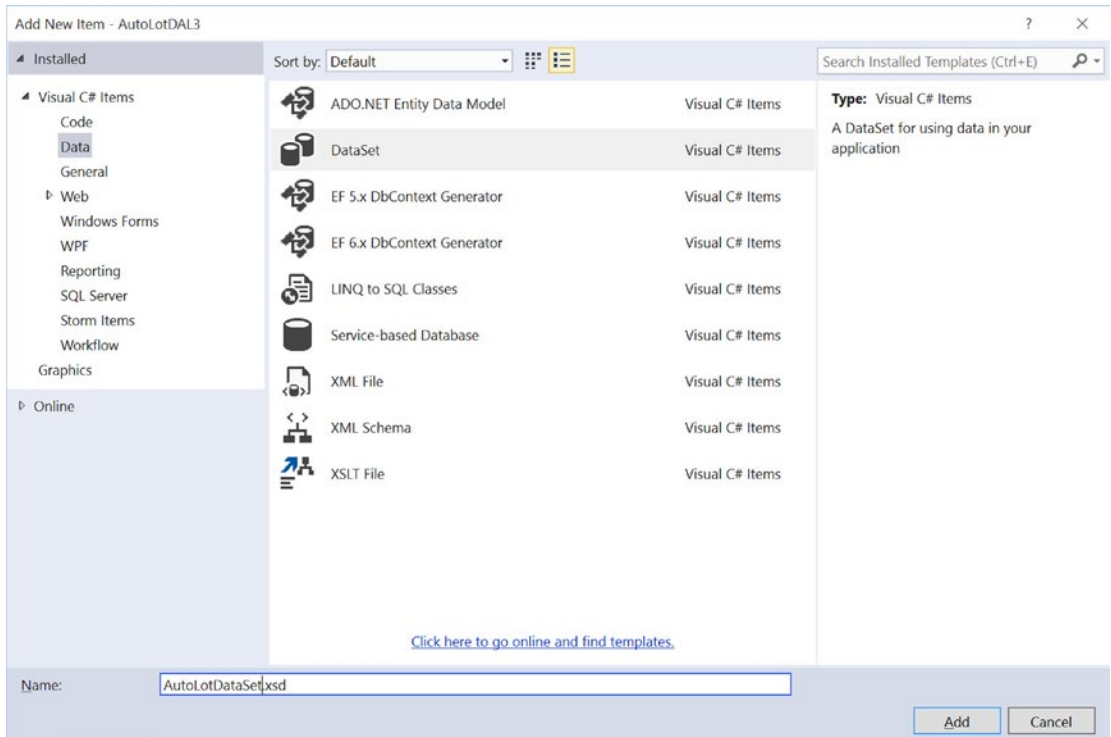 Add New Item - AutoLotDAL3
? ×
Installed
Sort by: Default
Search Installed Templates (Ctrl+E)
Visual C# Items
Code
Data
General
Web
Windows Forms
WPF
Reporting
SQL Server
Storm Items
Workflow
Graphics
Online
ADO.NET Entity Data Model Visual C# Items
DataSet Visual C# Items
EF 5.x DbContext Generator Visual C# Items
EF 6.x DbContext Generator Visual C# Items
LINQ to SQL Classes Visual C# Items
Service-based Database Visual C# Items
XML File Visual C# Items
XML Schema Visual C# Items
XSLT File Visual C# Items
Click here to go online and find templates.
Type: Visual C# Items
A DataSet for using data in your
application
Name: AutoLotDataSet.xsd
Add Cancel